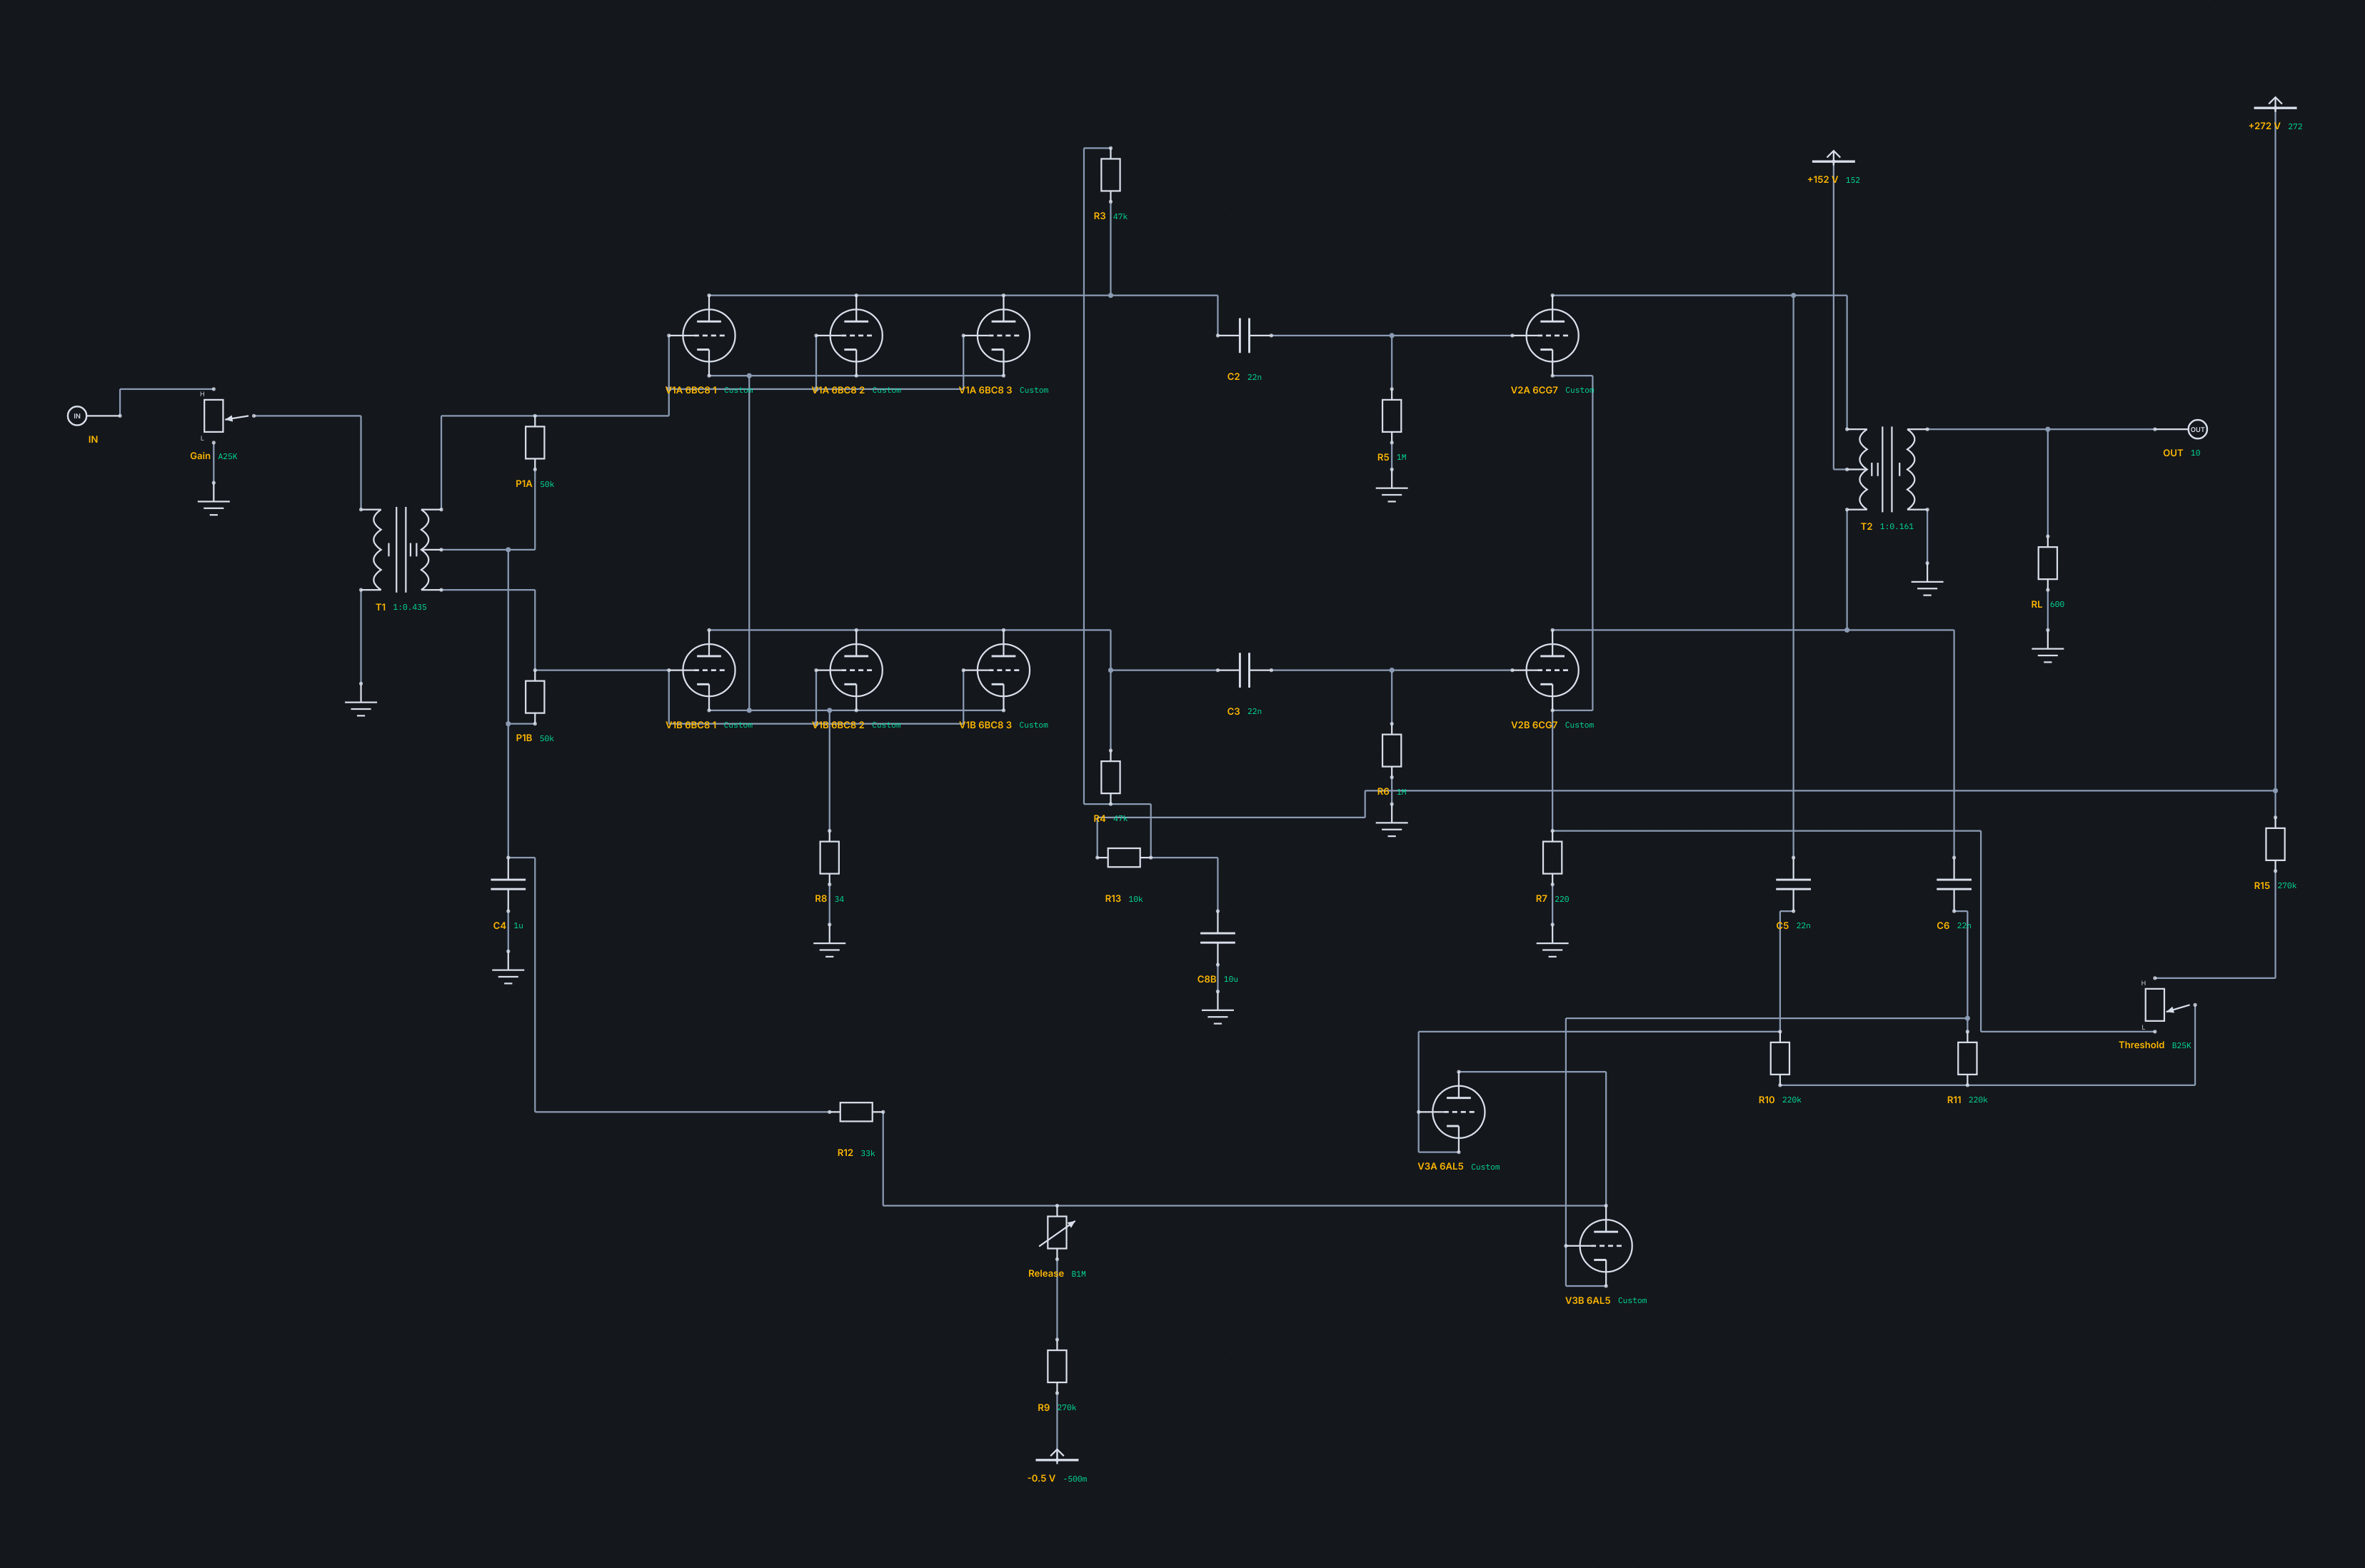 +272 V 272
+152 V 152
R3 47k
V1A 6BC8 1 Custom
V1A 6BC8 2 Custom
V1A 6BC8 3 Custom
C2 22n
V2A 6CG7 Custom
H
IN
OUT
L
IN
Gain A25K
R5 1M
OUT 10
P1A 50k
T2 1:0.161
T1 1:0.435
RL 600
C3 22n
V1B 6BC8 1 Custom
V1B 6BC8 2 Custom
V1B 6BC8 3 Custom
V2B 6CG7 Custom
P1B 50k
R6 1M
R4 47k
R15 270k
R8 34
R13 10k
R7 220
C4 1u
C5 22n
C6 22n
C8B 10u
H
L
Threshold B25K
R10 220k
R11 220k
R12 33k
V3A 6AL5 Custom
Release B1M
V3B 6AL5 Custom
R9 270k
-0.5 V -500m